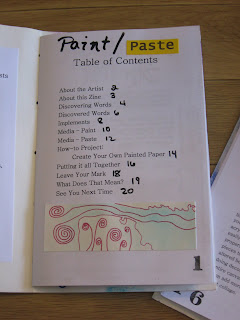 Paint/ Paste
Table of Contents
About the Artist 2
About this Zine 3
Discovering Words 4
Discovered Words 6
Implements 8
Media - Paint 10
Media - Paste 12
How-to Project:
Create Your Own Painted Paper 14
Putting it all Together 16
Leave Your Mark 18
What Does That Mean? 19
See You Next Time 20
1
6